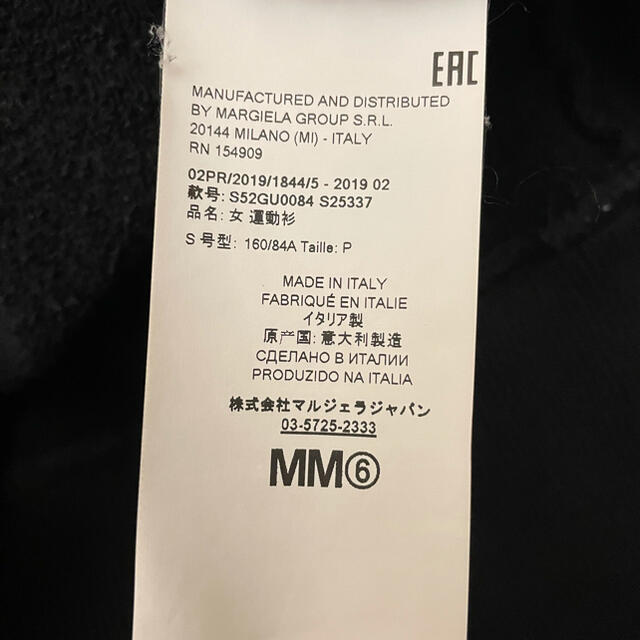 EAC
MANUFACTURED AND DISTRIBUTED
BY MARGIELA GROUP S.R.L.
20144 MILANO (MI) - ITALY
RN 154909
02PR/2019/1844/5 - 2019 02
款号: S52GU0084 S25337
品名: 女 運動衫
S 号型: 160/84A Taille: P
MADE IN ITALY
FABRIQUÉ EN ITALIE
イタリア製
原产国: 意大利製造
СДЕЛАНО В ИТАЛИИ
PRODUZIDO NA ITALIA
株式会社マルジェラジャパン
03-5725-2333
MM⑥